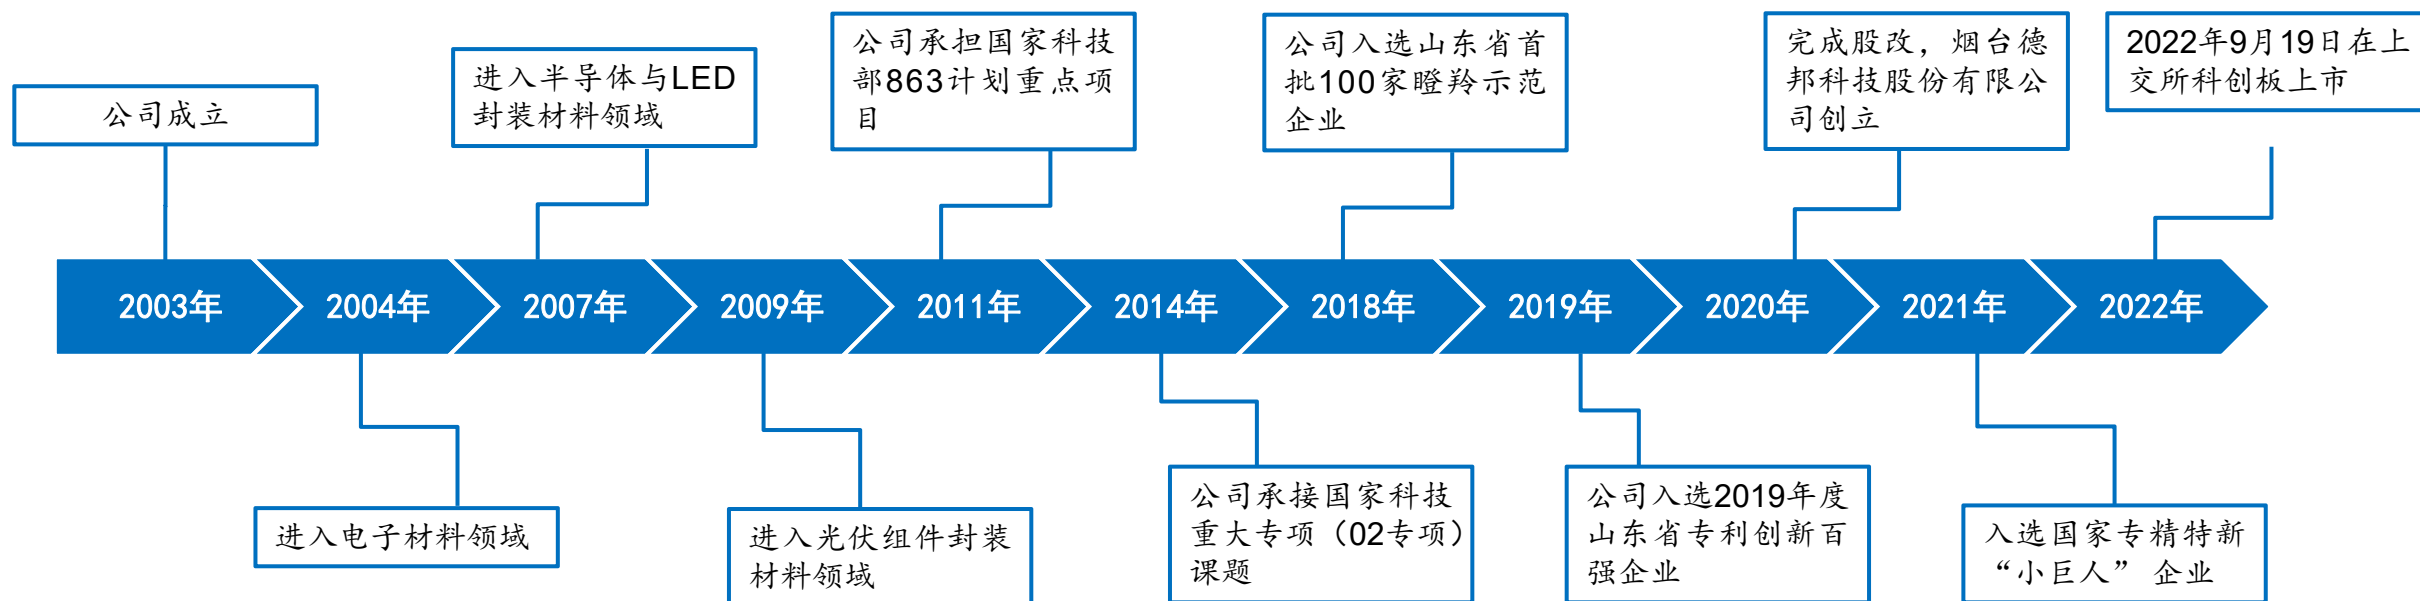 公司成立
进入半导体与LED
封装材料领域
公司承担国家科技
部863计划重点项
目
公司入选山东省首
批100家瞪羚示范
企业
完成股改，烟台德
邦科技股份有限公
司创立
2022年9月19日在上
交所科创板上市
2003年
2004年
2007年
2009年
2011年
2014年
2018年
2019年
2020年
2021年
2022年
进入电子材料领域
进入光伏组件封装
材料领域
公司承接国家科技
重大专项（02专项）
课题
公司入选2019年度
山东省专利创新百
强企业
入选国家专精特新
“小巨人” 企业